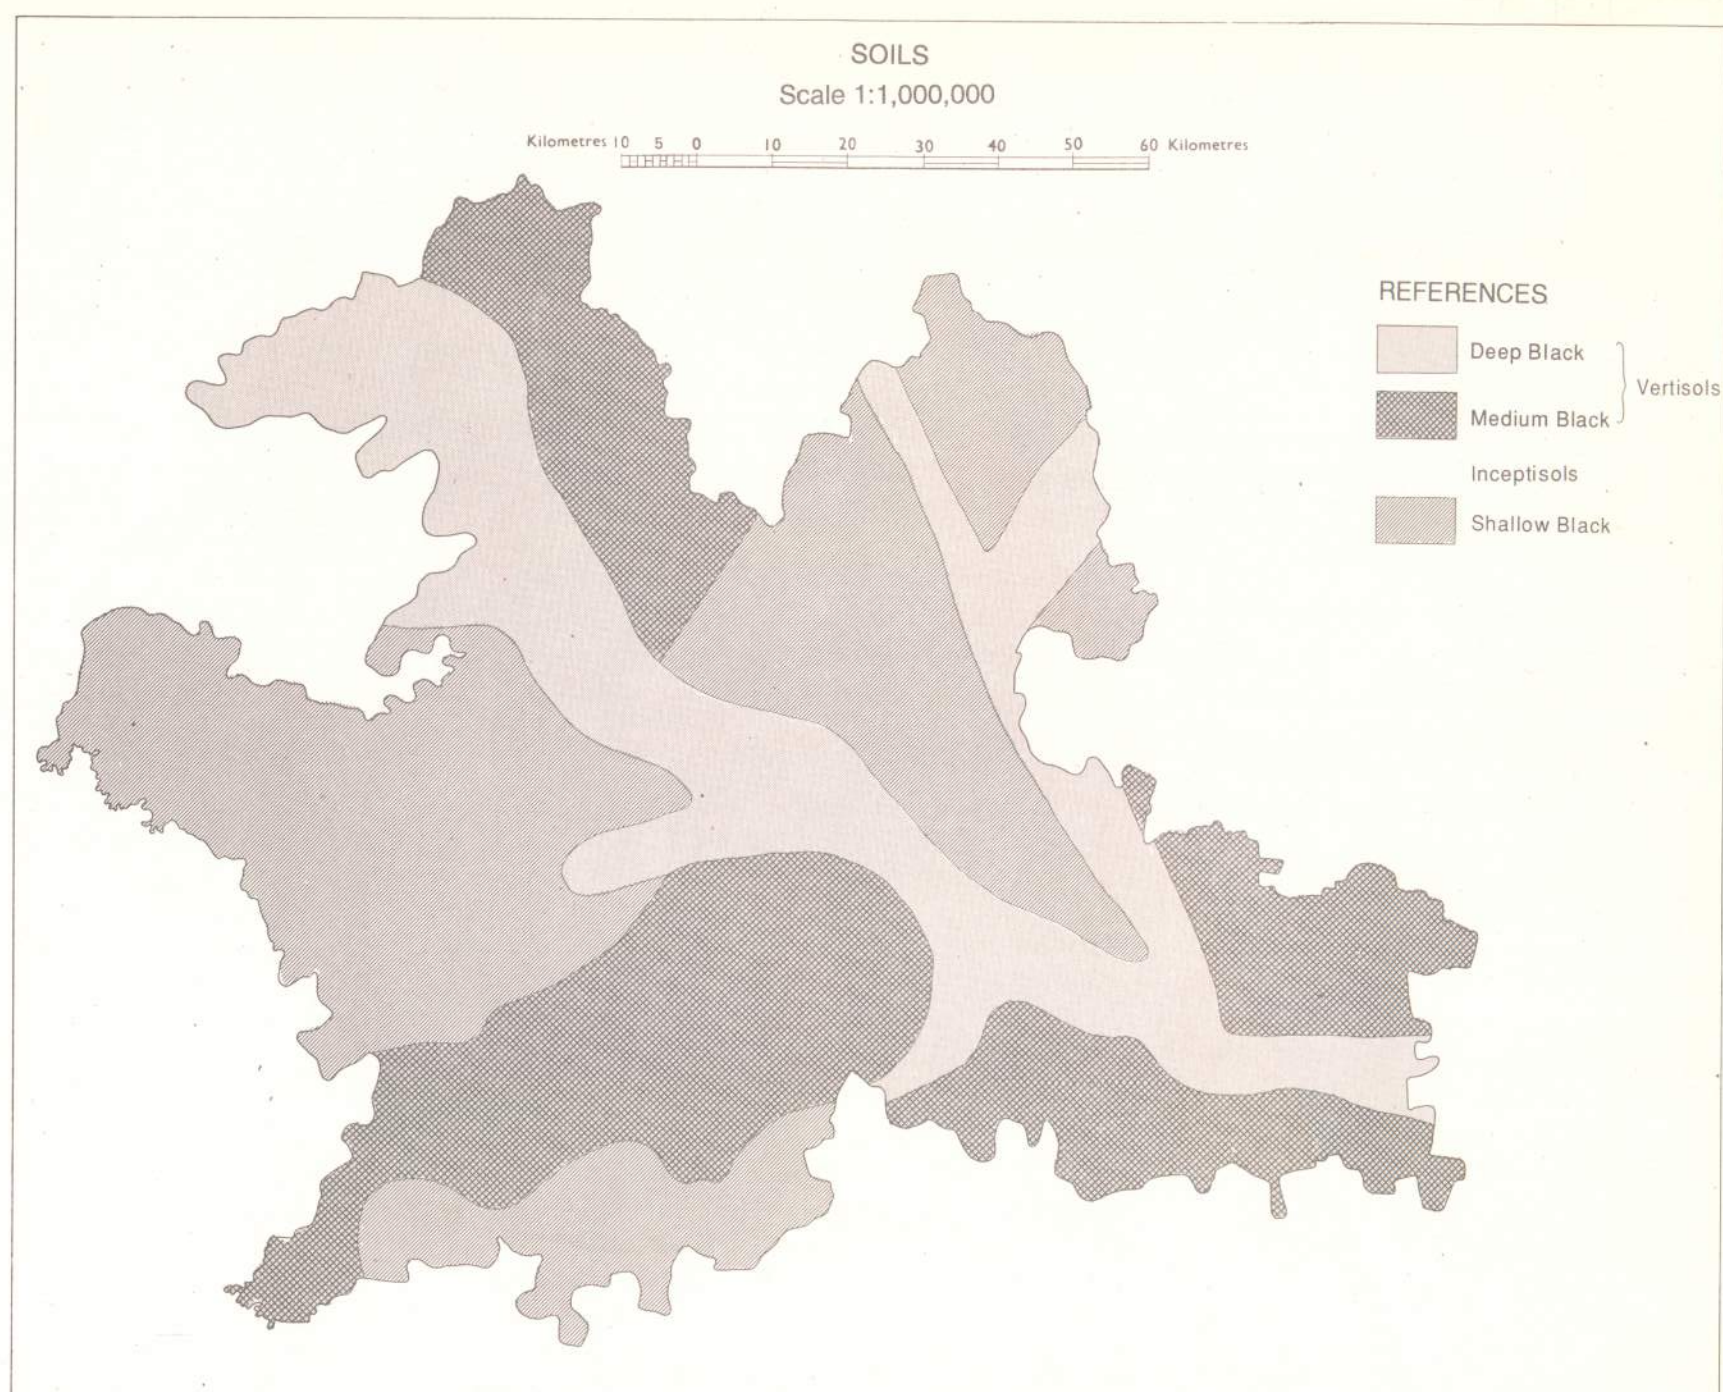 SOILS
Scale 1:1,000,000
Kilometres 10 5 0 10 20 30 40 50 60 Kilometres
REFERENCES
Deep Black
Vertisols
Medium Black
Inceptisols
Shallow Black